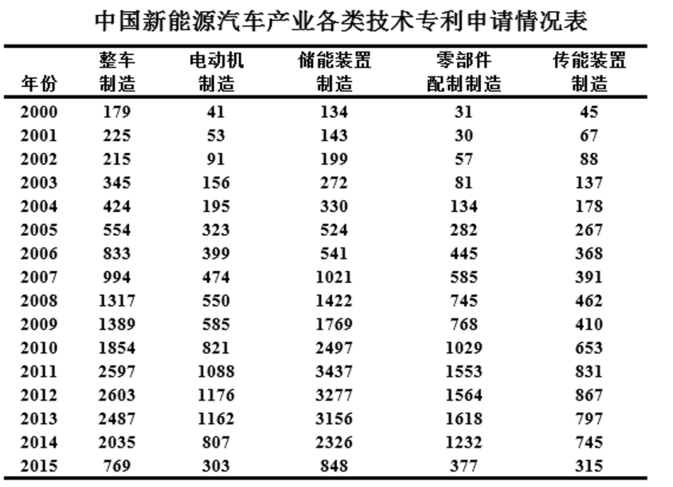 中国新能源汽车产业各类技术专利申请情况表
整车 电动机 储能装置 零部件 传能装置
年份 制造 制造 制造 配制制造 制造
2000 179 41 134 31 45
2001 225 53 143 30 67
2002 215 91 199 57 88
2003 345 156 272 81 137
2004 424 195 330 134 178
2005 554 323 524 282 267
2006 833 399 541 445 368
2007 994 474 1021 585 391
2008 1317 550 1422 745 462
2009 1389 585 1769 768 410
2010 1854 821 2497 1029 653
2011 2597 1088 3437 1553 831
2012 2603 1176 3277 1564 867
2013 2487 1162 3156 1618 797
2014 2035 807 2326 1232 745
2015 769 303 848 377 315